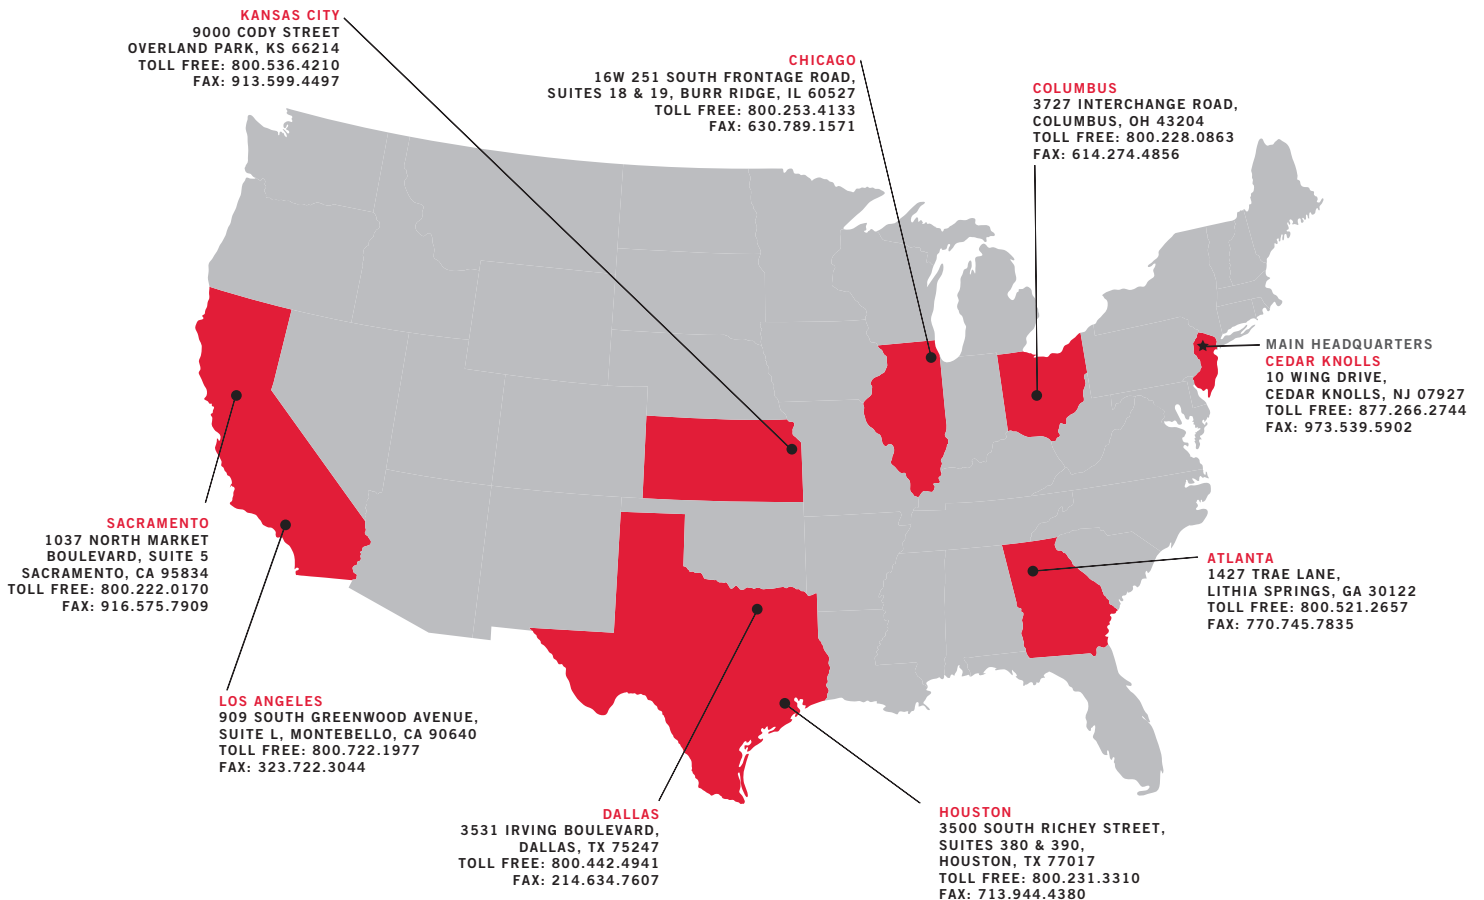 KANSAS CITY
9000 CODY STREET
OVERLAND PARK, KS 66214
TOLL FREE: 800.536.4210
FAX: 913.599.4497
CHICAGO
16W 251 SOUTH FRONTAGE ROAD,
SUITES 18 & 19, BURR RIDGE, IL 60527
TOLL FREE: 800.253.4133
FAX: 630.789.1571
COLUMBUS
3727 INTERCHANGE ROAD,
COLUMBUS, OH 43204
TOLL FREE: 800.228.0863
FAX: 614.274.4856
MAIN HEADQUARTERS
CEDAR KNOLLS
10 WING DRIVE,
CEDAR KNOLLS, NJ 07927
TOLL FREE: 877.266.2744
FAX: 973.539.5902
SACRAMENTO
1037 NORTH MARKET
BOULEVARD, SUITE 5
SACRAMENTO, CA 95834
TOLL FREE: 800.222.0170
FAX: 916.575.7909
ATLANTA
1427 TRAE LANE,
LITHIA SPRINGS, GA 30122
TOLL FREE: 800.521.2657
FAX: 770.745.7835
LOS ANGELES
909 SOUTH GREENWOOD AVENUE,
SUITE L, MONTEBELLO, CA 90640
TOLL FREE: 800.722.1977
FAX: 323.722.3044
DALLAS
3531 IRVING BOULEVARD,
DALLAS, TX 75247
TOLL FREE: 800.442.4941
FAX: 214.634.7607
HOUSTON
3500 SOUTH RICHEY STREET,
SUITES 380 & 390,
HOUSTON, TX 77017
TOLL FREE: 800.231.3310
FAX: 713.944.4380